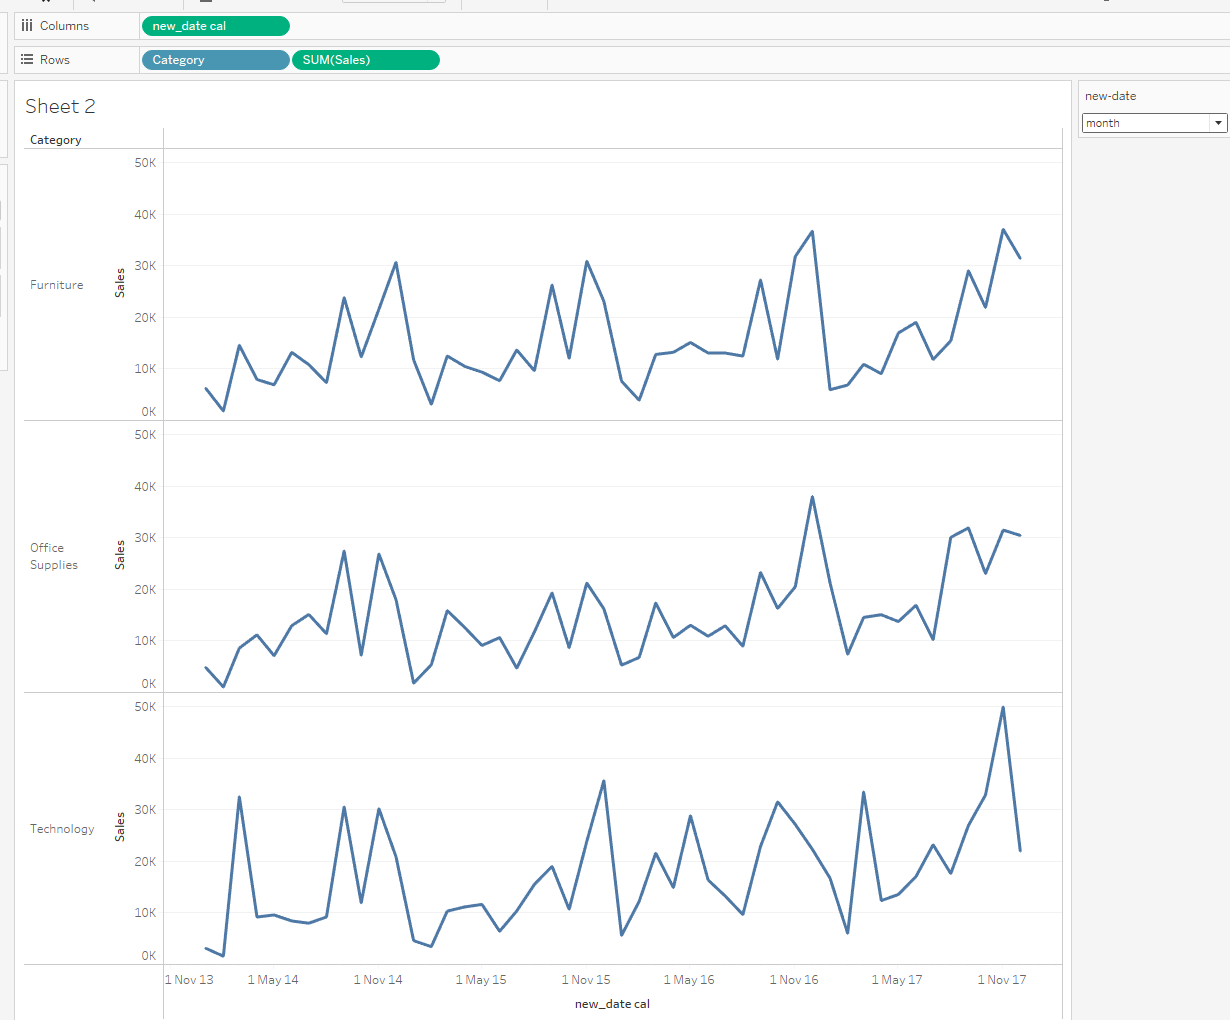 Columns
new_date cal
Rows
Category
SUM(Sales)
Sheet 2
new-date
month
Category
50K
40K
30K
20K
10K
0K
Sales
Furniture
50K
40K
30K
20K
10K
0K
Sales
Office
Supplies
50K
40K
30K
20K
10K
0K
Sales
Technology
1 Nov 13
1 May 14
1 Nov 14
1 May 15
1 Nov 15
1 May 16
1 Nov 16
1 May 17
1 Nov 17
new_date cal